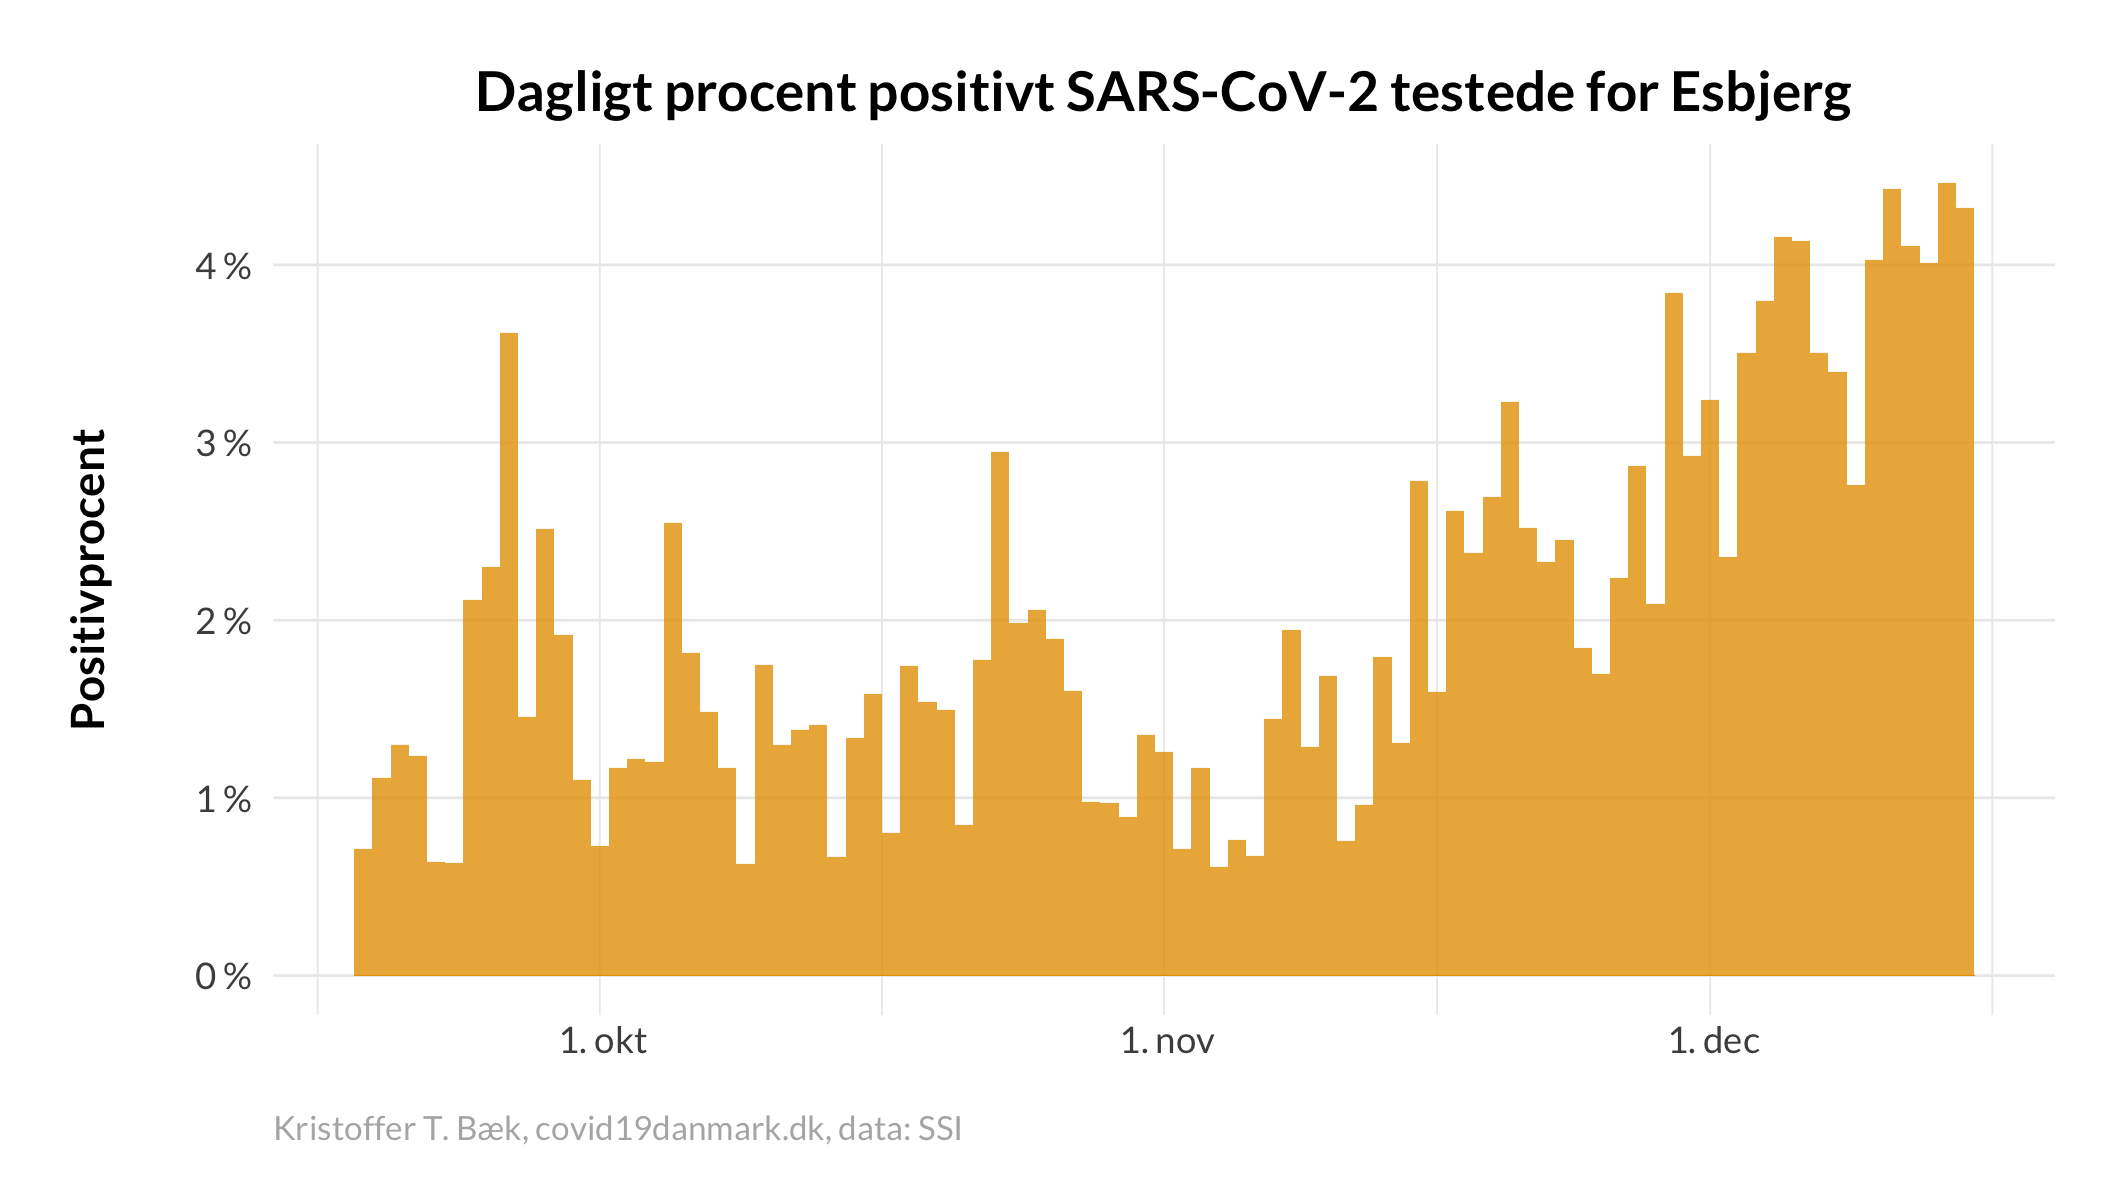 Dagligt procent positivt SARS-CoV-2 testede for Esbjerg
Positivprocent
4 %
3 %
2 %
1 %
0 %
1. okt
1. nov
1. dec
Kristoffer T. Bæk, covid19danmark.dk, data: SSI